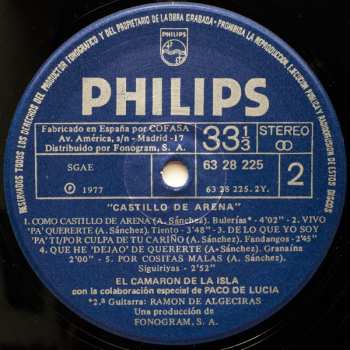 RESERVADOS TODOS LOS DERECHOS DEL PRODUCTOR FONOGRAFICO Y DEL PROPIETARIO DE LA OBRA GRABADA - PROHIBIDA LA REPRODUCCION, EJECUCION PUBLICA Y RADIODIFUSION DE ESTOS DISCOS
PHILIPS
Fabricado en España por COFASA
Av. América, s/n - Madrid -17
Distribuido por Fonogram, S. A.
33 1/3
STEREO
SGAE
63 28 225
℗ 1977
63 28 225.2Y.
2
"CASTILLO DE ARENA"
1. COMO CASTILLO DE ARENA (A. Sánchez). Bulerías* - 4'02" - 2. VIVO
'PA' QUERERTE (A. Sánchez). Tiento - 3'48" - 3. DE LO QUE YO SOY
'PA' TI/POR CULPA DE TU CARIÑO (A - Sánchez). Fandangos - 2'45"
- 4. QUE HE 'DEJAO' DE QUERERTE (A - Sánchez). Granaína
2'00" - 5. POR COSITAS MALAS (A - Sánchez).
Siguiriyas - 2'52"
EL CAMARON DE LA ISLA
con la colaboración especial de PACO DE LUCIA
*2.ª Guitarra: RAMON DE ALGECIRAS
Una producción de
FONOGRAM, S. A.